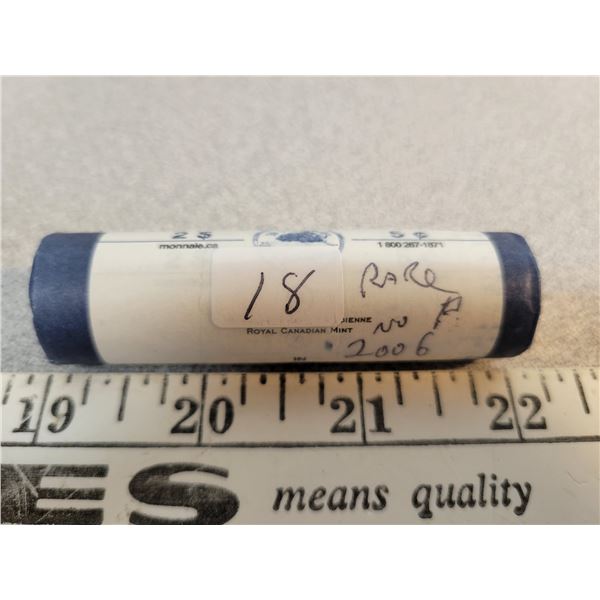 2 $ 5 ¢
monnaie.ca 1 800 267-1871
18 RARE
IENNE
ROYAL CANADIAN MINT NO
2006
19 20 21 22
ES means quality